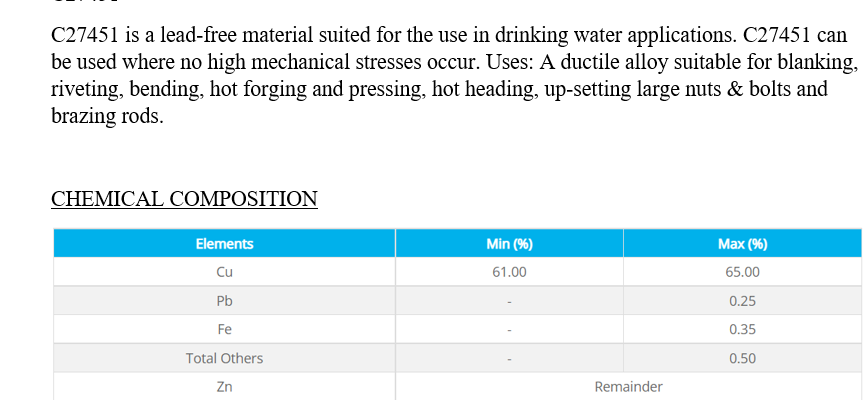 C27451 is a lead-free material suited for the use in drinking water applications. C27451 can
be used where no high mechanical stresses occur. Uses: A ductile alloy suitable for blanking,
riveting, bending, hot forging and pressing, hot heading, up-setting large nuts & bolts and
brazing rods.
CHEMICAL COMPOSITION
Elements Min (%) Max (%)
Cu 61.00 65.00
Pb - 0.25
Fe - 0.35
Total Others - 0.50
Zn Remainder